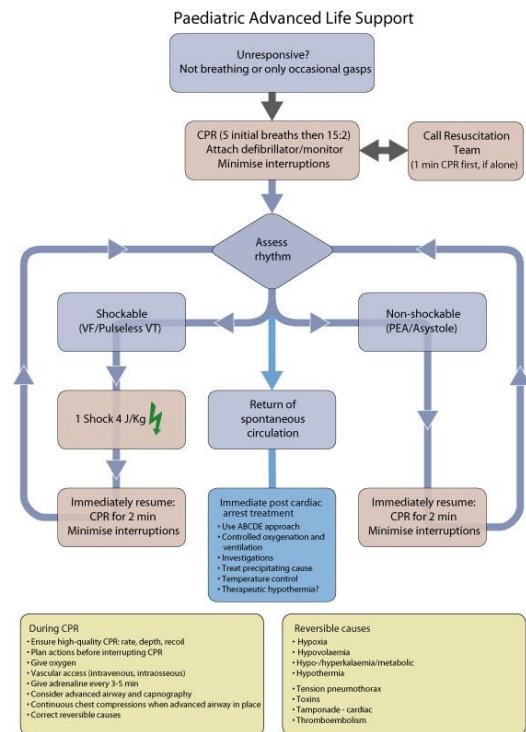 Paediatric Advanced Life Support
Unresponsive?
Not breathing or only occasional gasps
CPR (5 initial breaths then 15:2)
Attach defibrillator/monitor
Minimise interruptions
Call Resuscitation
Team
(1 min CPR first, if alone)
Assess
rhythm
Shockable
(VF/Pulseless VT)
Non-shockable
(PEA/Asystole)
1 Shock 4 J/Kg
Return of
spontaneous
circulation
Immediately resume:
CPR for 2 min
Minimise interruptions
Immediate post cardiac
arrest treatment
• Use ABCDE approach
• Controlled oxygenation and
ventilation
• Investigations
• Treat precipitating cause
• Temperature control
• Therapeutic hypothermia?
Immediately resume:
CPR for 2 min
Minimise interruptions
During CPR
• Ensure high-quality CPR: rate, depth, recoil
• Plan actions before interrupting CPR
• Give oxygen
• Vascular access (intravenous, intraosseous)
• Give adrenaline every 3-5 min
• Consider advanced airway and capnography
• Continuous chest compressions when advanced airway in place
• Correct reversible causes
Reversible causes
• Hypoxia
• Hypovolaemia
• Hypo-/hyperkalaemia/metabolic
• Hypothermia
• Tension pneumothorax
• Toxins
• Tamponade - cardiac
• Thromboembolism